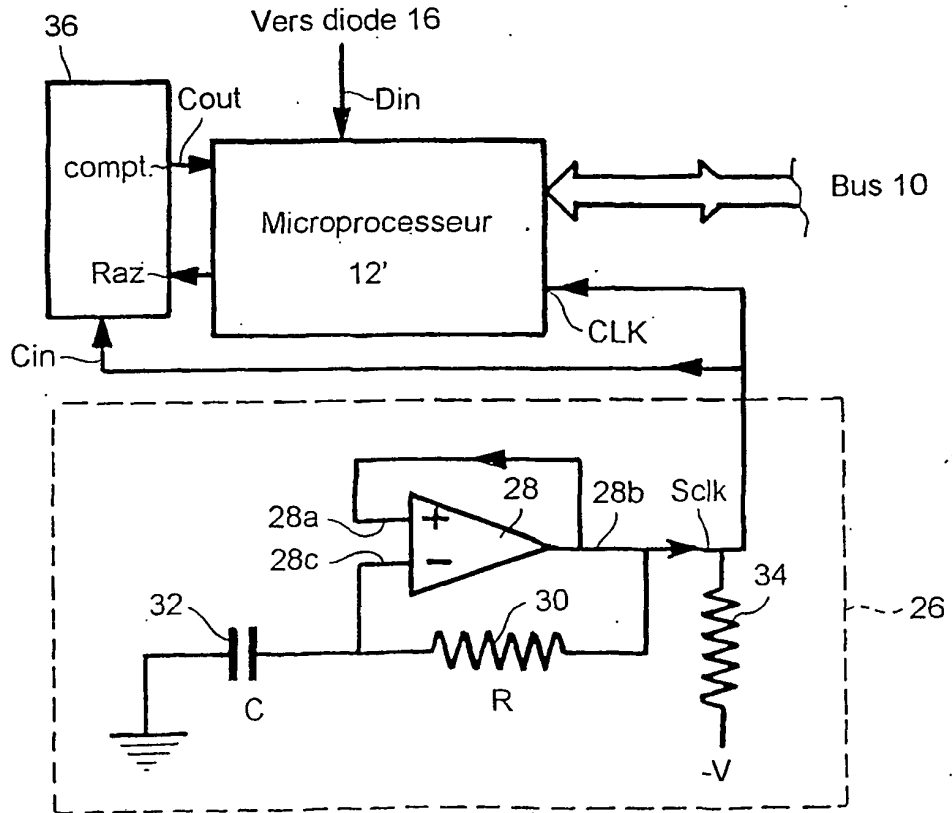 36
Vers diode 16
Cout
Din
compt.
Microprocesseur
12'
Bus 10
Raz
CLK
Cin
28
28b
Sclk
28a
+
28c
−
34
32
30
26
C
R
-V